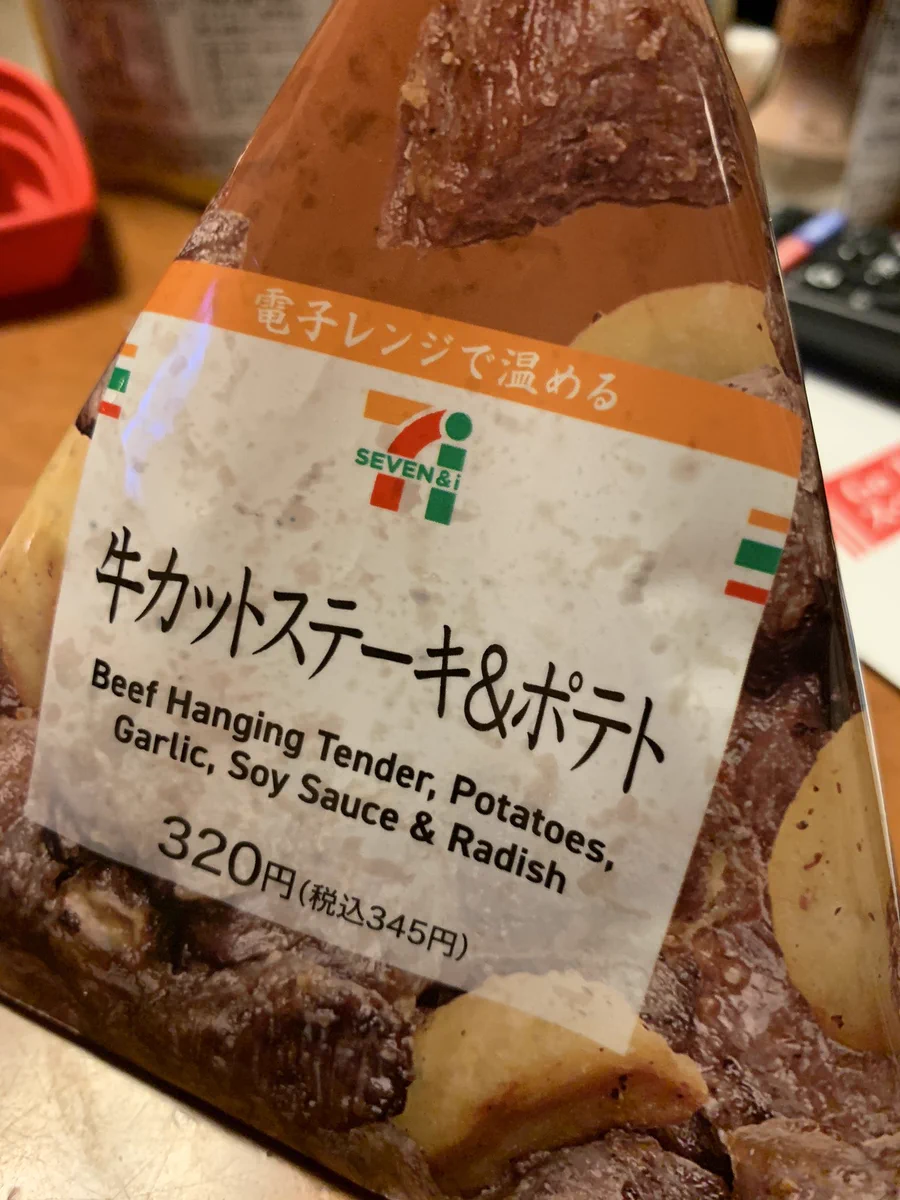 電子レンジで温める
SEVEN&i
牛カットステーキ&ポテト
Beef Hanging Tender, Potatoes,
Garlic, Soy Sauce & Radish
320円(税込345円)